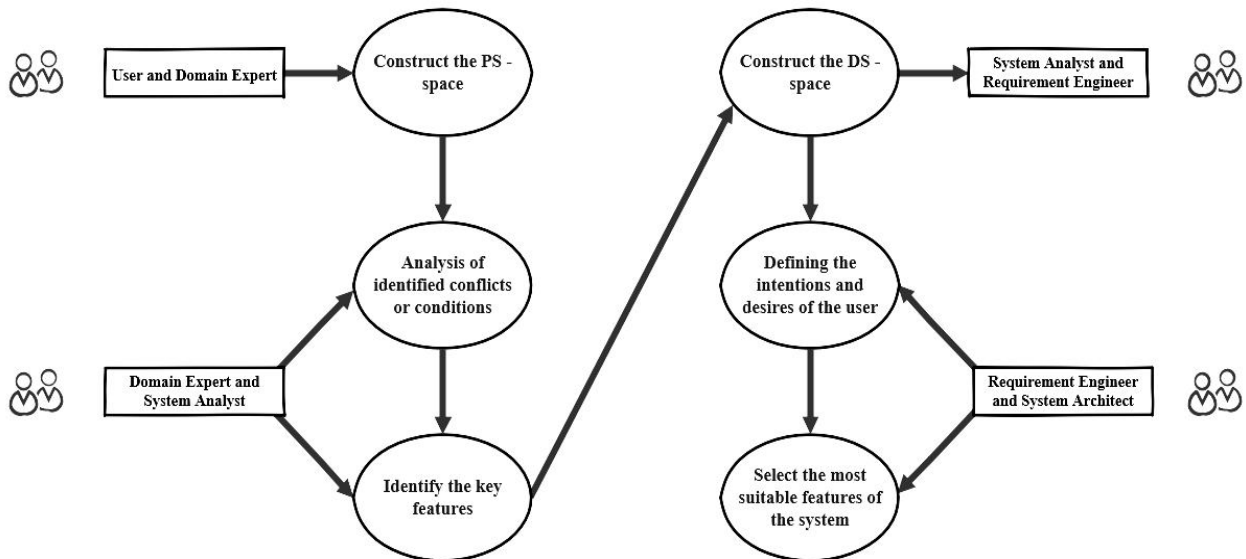 User and Domain Expert
Construct the PS -
space
Construct the DS -
space
System Analyst and
Requirement Engineer
Analysis of
identified conflicts
or conditions
Defining the
intentions and
desires of the user
Domain Expert and
System Analyst
Requirement Engineer
and System Architect
Identify the key
features
Select the most
suitable features of
the system